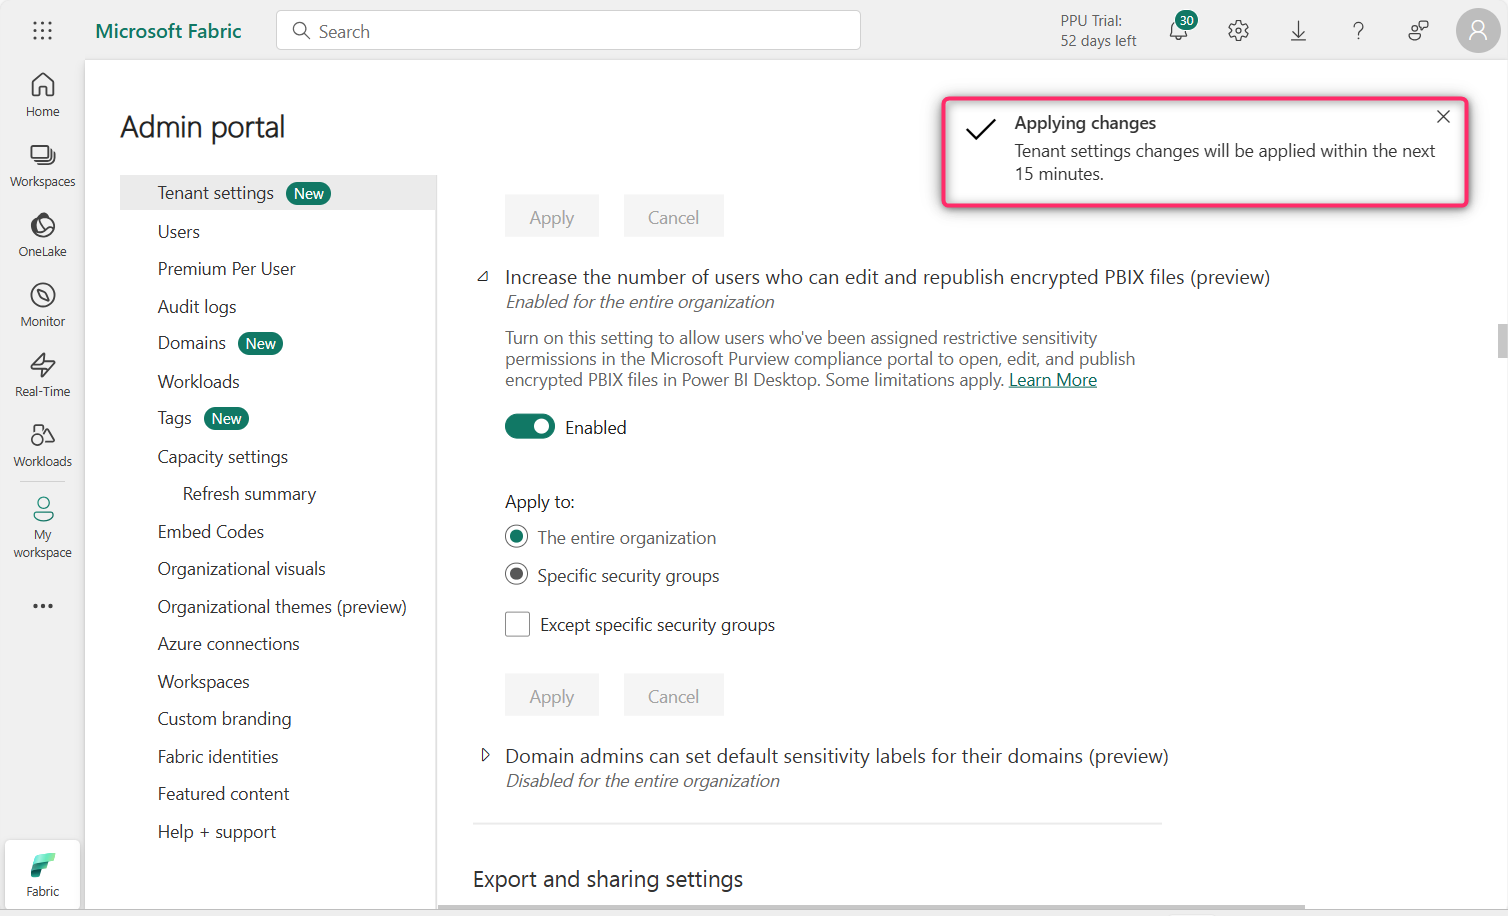 Microsoft Fabric
Search
PPU Trial:
52 days left
30
Home
Workspaces
OneLake
Monitor
Real-Time
Workloads
My
workspace
Fabric
Admin portal
Tenant settings New
Users
Premium Per User
Audit logs
Domains New
Workloads
Tags New
Capacity settings
Refresh summary
Embed Codes
Organizational visuals
Organizational themes (preview)
Azure connections
Workspaces
Custom branding
Fabric identities
Featured content
Help + support
Applying changes
Tenant settings changes will be applied within the next
15 minutes.
Apply Cancel
Increase the number of users who can edit and republish encrypted PBIX files (preview)
Enabled for the entire organization
Turn on this setting to allow users who've been assigned restrictive sensitivity
permissions in the Microsoft Purview compliance portal to open, edit, and publish
encrypted PBIX files in Power BI Desktop. Some limitations apply. Learn More
Enabled
Apply to:
The entire organization
Specific security groups
Except specific security groups
Apply Cancel
Domain admins can set default sensitivity labels for their domains (preview)
Disabled for the entire organization
Export and sharing settings